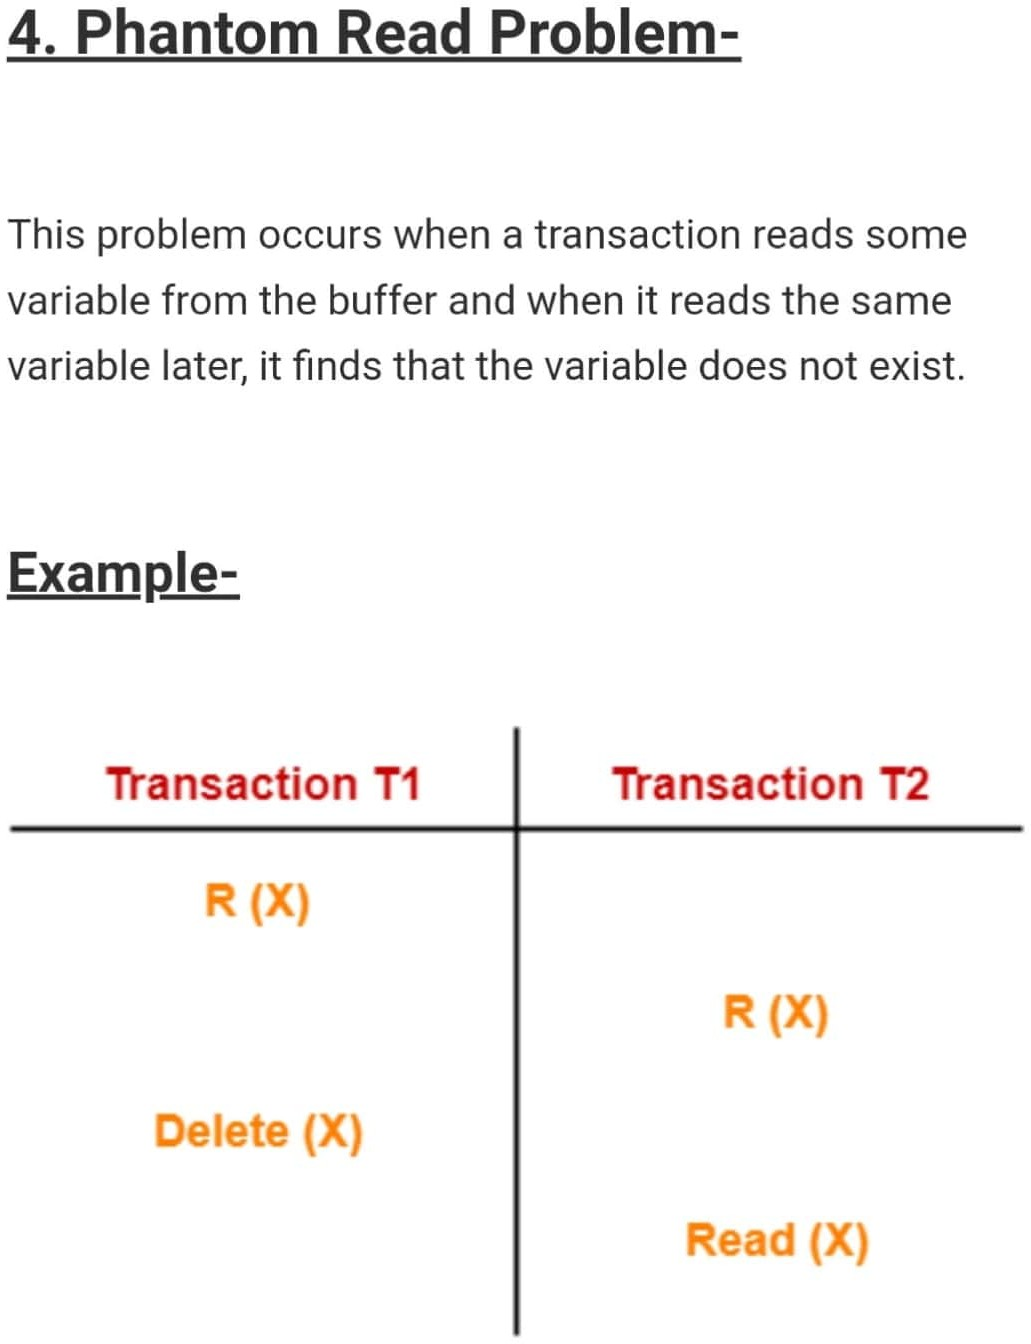 4. Phantom Read Problem-
This problem occurs when a transaction reads some
variable from the buffer and when it reads the same
variable later, it finds that the variable does not exist.
Example-
Transaction T1 Transaction T2
R (X)
R (X)
Delete (X)
Read (X)